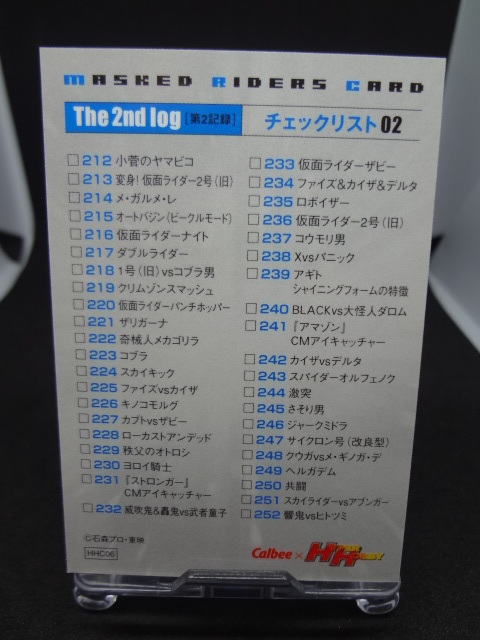 MASKED RIDERS CARD
The 2nd log [第2記録] チェックリスト02
212 小菅のヤマビコ
213 変身!仮面ライダー2号(旧)
214 メ・ガルメ・レ
215 オートバジン(ビークルモード)
216 仮面ライダーナイト
217 ダブルライダー
218 1号(旧)vsコブラ男
219 クリムゾンスマッシュ
220 仮面ライダーパンチホッパー
221 ザリガーナ
222 奇械人メカゴリラ
223 コブラ
224 スカイキック
225 ファイズvsカイザ
226 キノコモルグ
227 カブトvsザビー
228 ローカストアンデッド
229 秩父のオトロシ
230 ヨロイ騎士
231 『ストロンガー』
CMアイキャッチャー
232 威吹鬼&轟鬼vs武者童子
233 仮面ライダーザビー
234 ファイズ&カイザ&デルタ
235 ロボイザー
236 仮面ライダー2号(旧)
237 コウモリ男
238 Xvsパニック
239 アギト
シャイニングフォームの特徴
240 BLACKvs大怪人ダロム
241 『アマゾン』
CMアイキャッチャー
242 カイザvsデルタ
243 スパイダーオルフェノク
244 激突
245 さそり男
246 ジャークミドラ
247 サイクロン号(改良型)
248 クウガvsメ・ギノガ・デ
249 ヘルガデム
250 共闘
251 スカイライダーvsアブンガー
252 響鬼vsヒトツミ
©石森プロ・東映
HHC06
Calbee × HYPER HOBBY